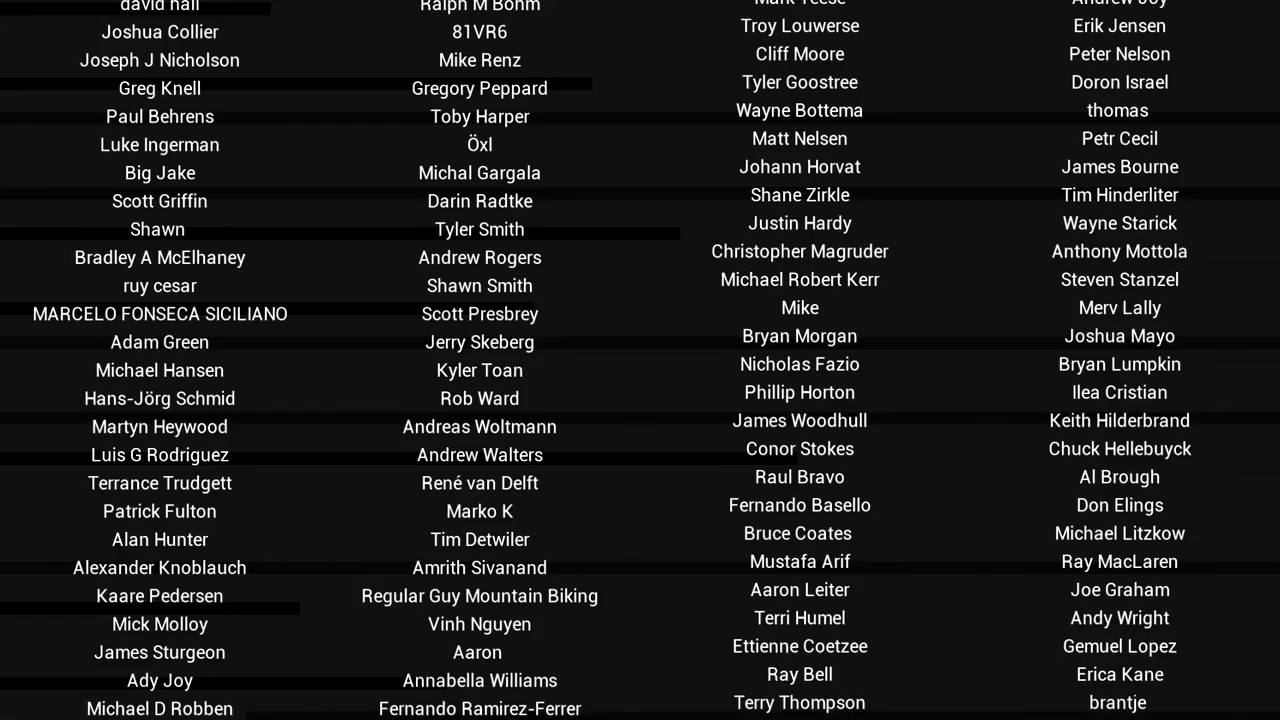 david hall
Joshua Collier
Joseph J Nicholson
Greg Knell
Paul Behrens
Luke Ingerman
Big Jake
Scott Griffin
Shawn
Bradley A McElhaney
ruy cesar
MARCELO FONSECA SICILIANO
Adam Green
Michael Hansen
Hans-Jörg Schmid
Martyn Heywood
Luis G Rodriguez
Terrance Trudgett
Patrick Fulton
Alan Hunter
Alexander Knoblauch
Kaare Pedersen
Mick Molloy
James Sturgeon
Ady Joy
Michael D Robben
Ralph M Bohm
81VR6
Mike Renz
Gregory Peppard
Toby Harper
Öxl
Michal Gargala
Darin Radtke
Tyler Smith
Andrew Rogers
Shawn Smith
Scott Presbrey
Jerry Skeberg
Kyler Toan
Rob Ward
Andreas Woltmann
Andrew Walters
René van Delft
Marko K
Tim Detwiler
Amrith Sivanand
Regular Guy Mountain Biking
Vinh Nguyen
Aaron
Annabella Williams
Fernando Ramirez-Ferrer
Mark Teese
Troy Louwerse
Cliff Moore
Tyler Goostree
Wayne Bottema
Matt Nelsen
Johann Horvat
Shane Zirkle
Justin Hardy
Christopher Magruder
Michael Robert Kerr
Mike
Bryan Morgan
Nicholas Fazio
Phillip Horton
James Woodhull
Conor Stokes
Raul Bravo
Fernando Basello
Bruce Coates
Mustafa Arif
Aaron Leiter
Terri Humel
Ettienne Coetzee
Ray Bell
Terry Thompson
Andrew Joy
Erik Jensen
Peter Nelson
Doron Israel
thomas
Petr Cecil
James Bourne
Tim Hinderliter
Wayne Starick
Anthony Mottola
Steven Stanzel
Merv Lally
Joshua Mayo
Bryan Lumpkin
Ilea Cristian
Keith Hilderbrand
Chuck Hellebuyck
Al Brough
Don Elings
Michael Litzkow
Ray MacLaren
Joe Graham
Andy Wright
Gemuel Lopez
Erica Kane
brantje